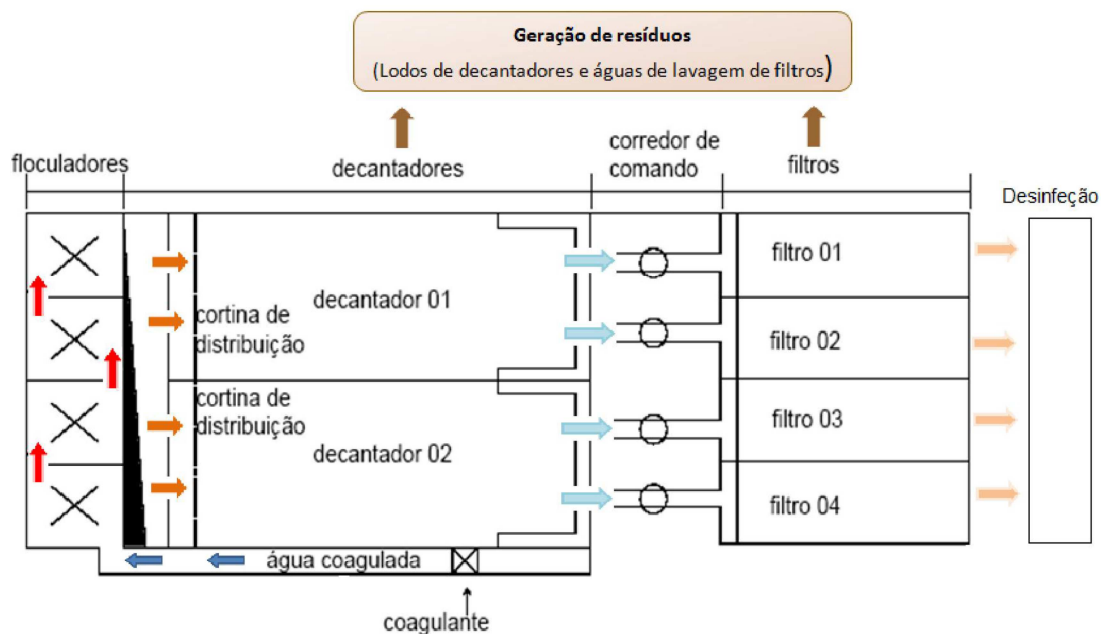 Geração de resíduos
(Lodos de decantadores e águas de lavagem de filtros)
floculadores
decantadores
corredor de
comando
filtros
Desinfeção
decantador 01
cortina de
distribuição
cortina de
distribuição
decantador 02
filtro 01
filtro 02
filtro 03
filtro 04
água coagulada
coagulante